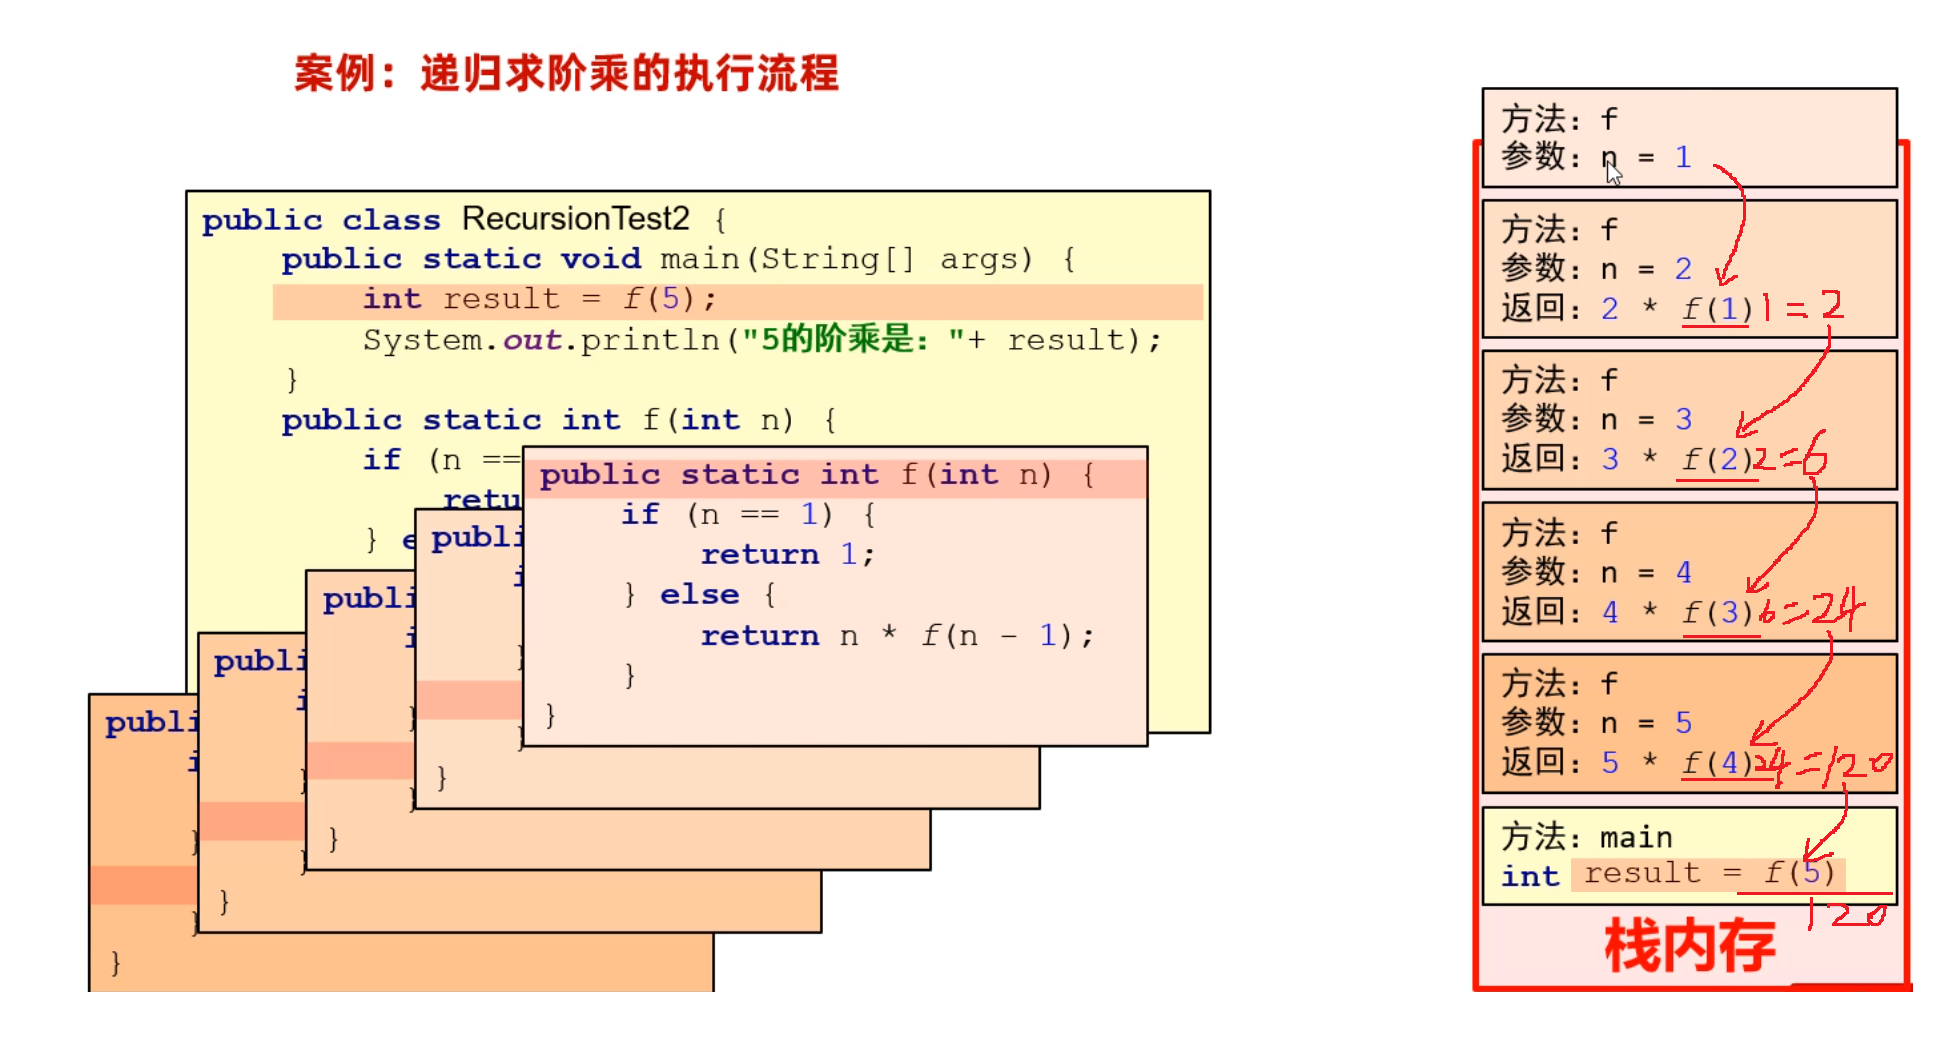 案例：递归求阶乘的执行流程
public class RecursionTest2 {
public static void main(String[] args) {
int result = f(5);
System.out.println("5的阶乘是："+ result);
}
public static int f(int n) {
if (n ==
retu
} e
public static int f(int n) {
if (n == 1) {
return 1;
} else {
return n * f(n - 1);
}
}
publi
i
}
}
}
publi
i
}
}
}
publi
i
}
}
}
publi
i
}
}
}
方法：f
参数：n = 1
方法：f
参数：n = 2
返回：2 * f(1) 1=2
方法：f
参数：n = 3
返回：3 * f(2) 2=6
方法：f
参数：n = 4
返回：4 * f(3) 6=24
方法：f
参数：n = 5
返回：5 * f(4) 24=120
方法：main
int result = f(5)
120
栈内存